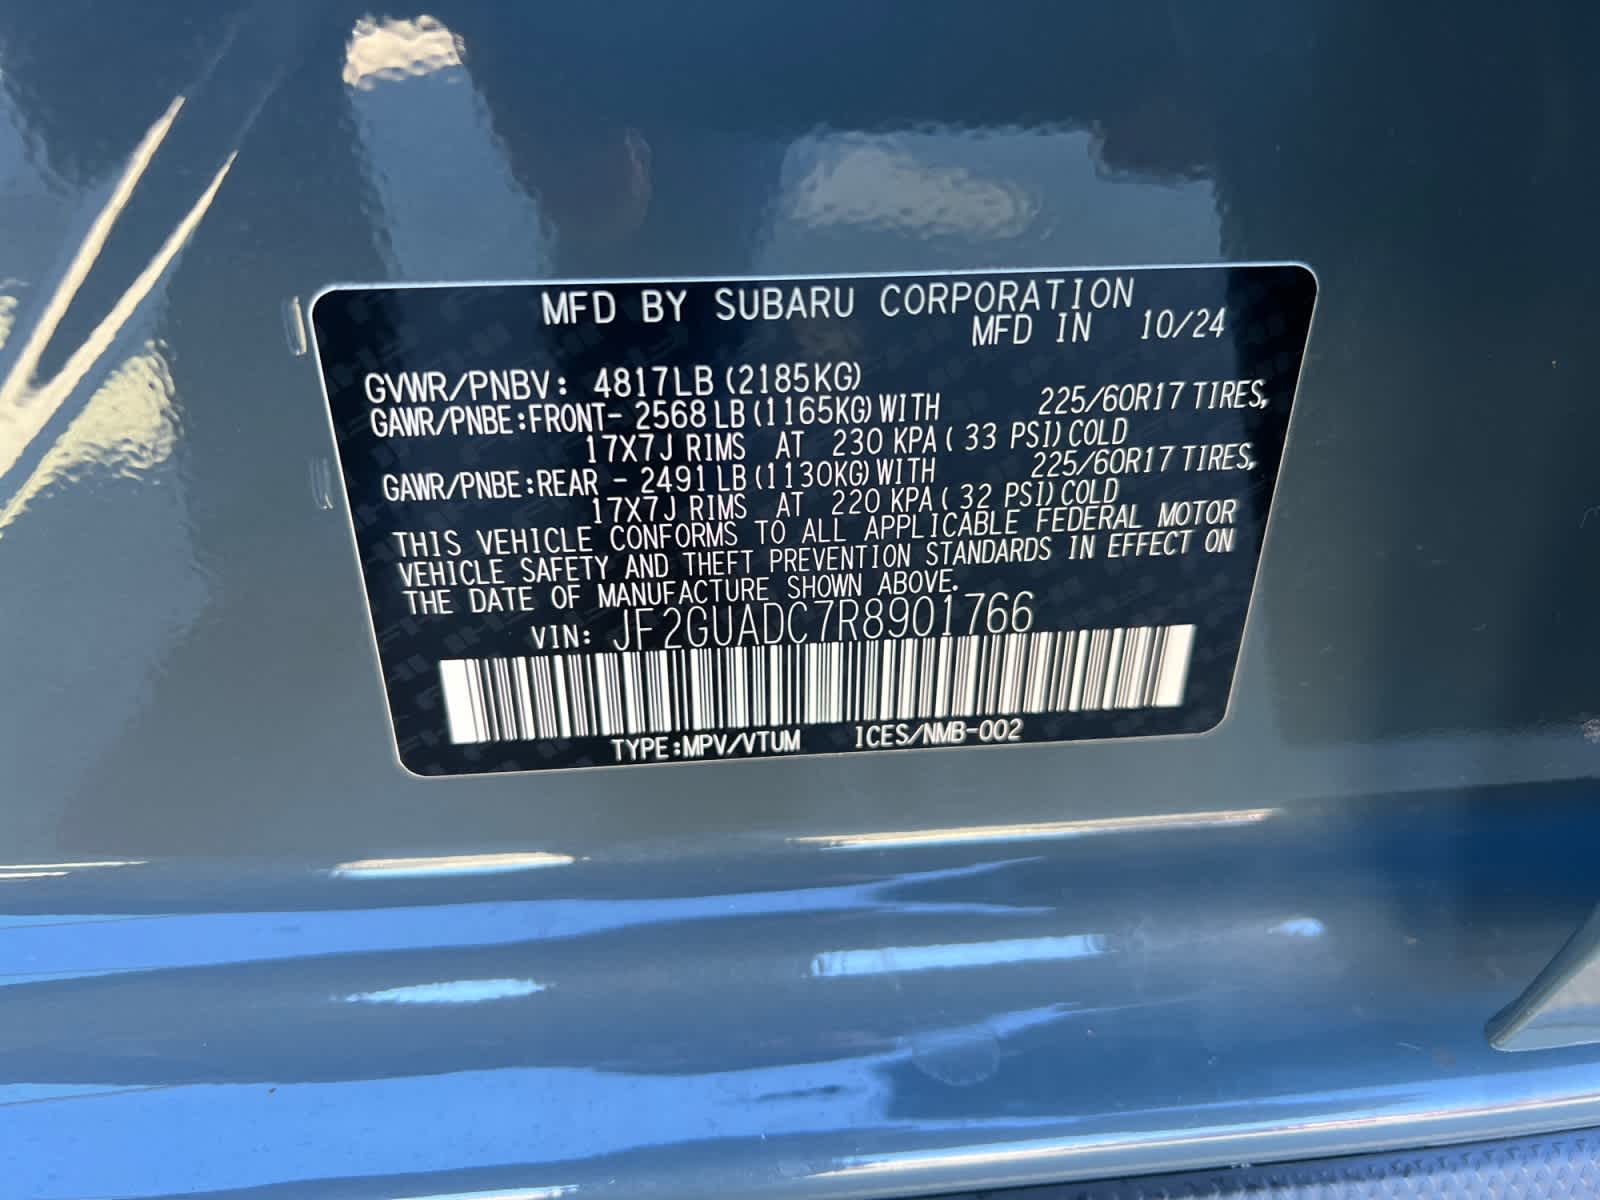 MFD BY SUBARU CORPORATION
MFD IN 10/24
GVWR/PNBV: 4817LB (2185KG)
GAWR/PNBE:FRONT- 2568 LB (1165KG) WITH 225/60R17 TIRES,
17X7J RIMS AT 230 KPA ( 33 PSI) COLD
GAWR/PNBE:REAR - 2491 LB (1130KG) WITH 225/60R17 TIRES,
17X7J RIMS AT 220 KPA ( 32 PSI) COLD
THIS VEHICLE CONFORMS TO ALL APPLICABLE FEDERAL MOTOR
VEHICLE SAFETY AND THEFT PREVENTION STANDARDS IN EFFECT ON
THE DATE OF MANUFACTURE SHOWN ABOVE.
VIN: JF2GUADC7R8901766
TYPE:MPV/VTUM ICES/NMB-002